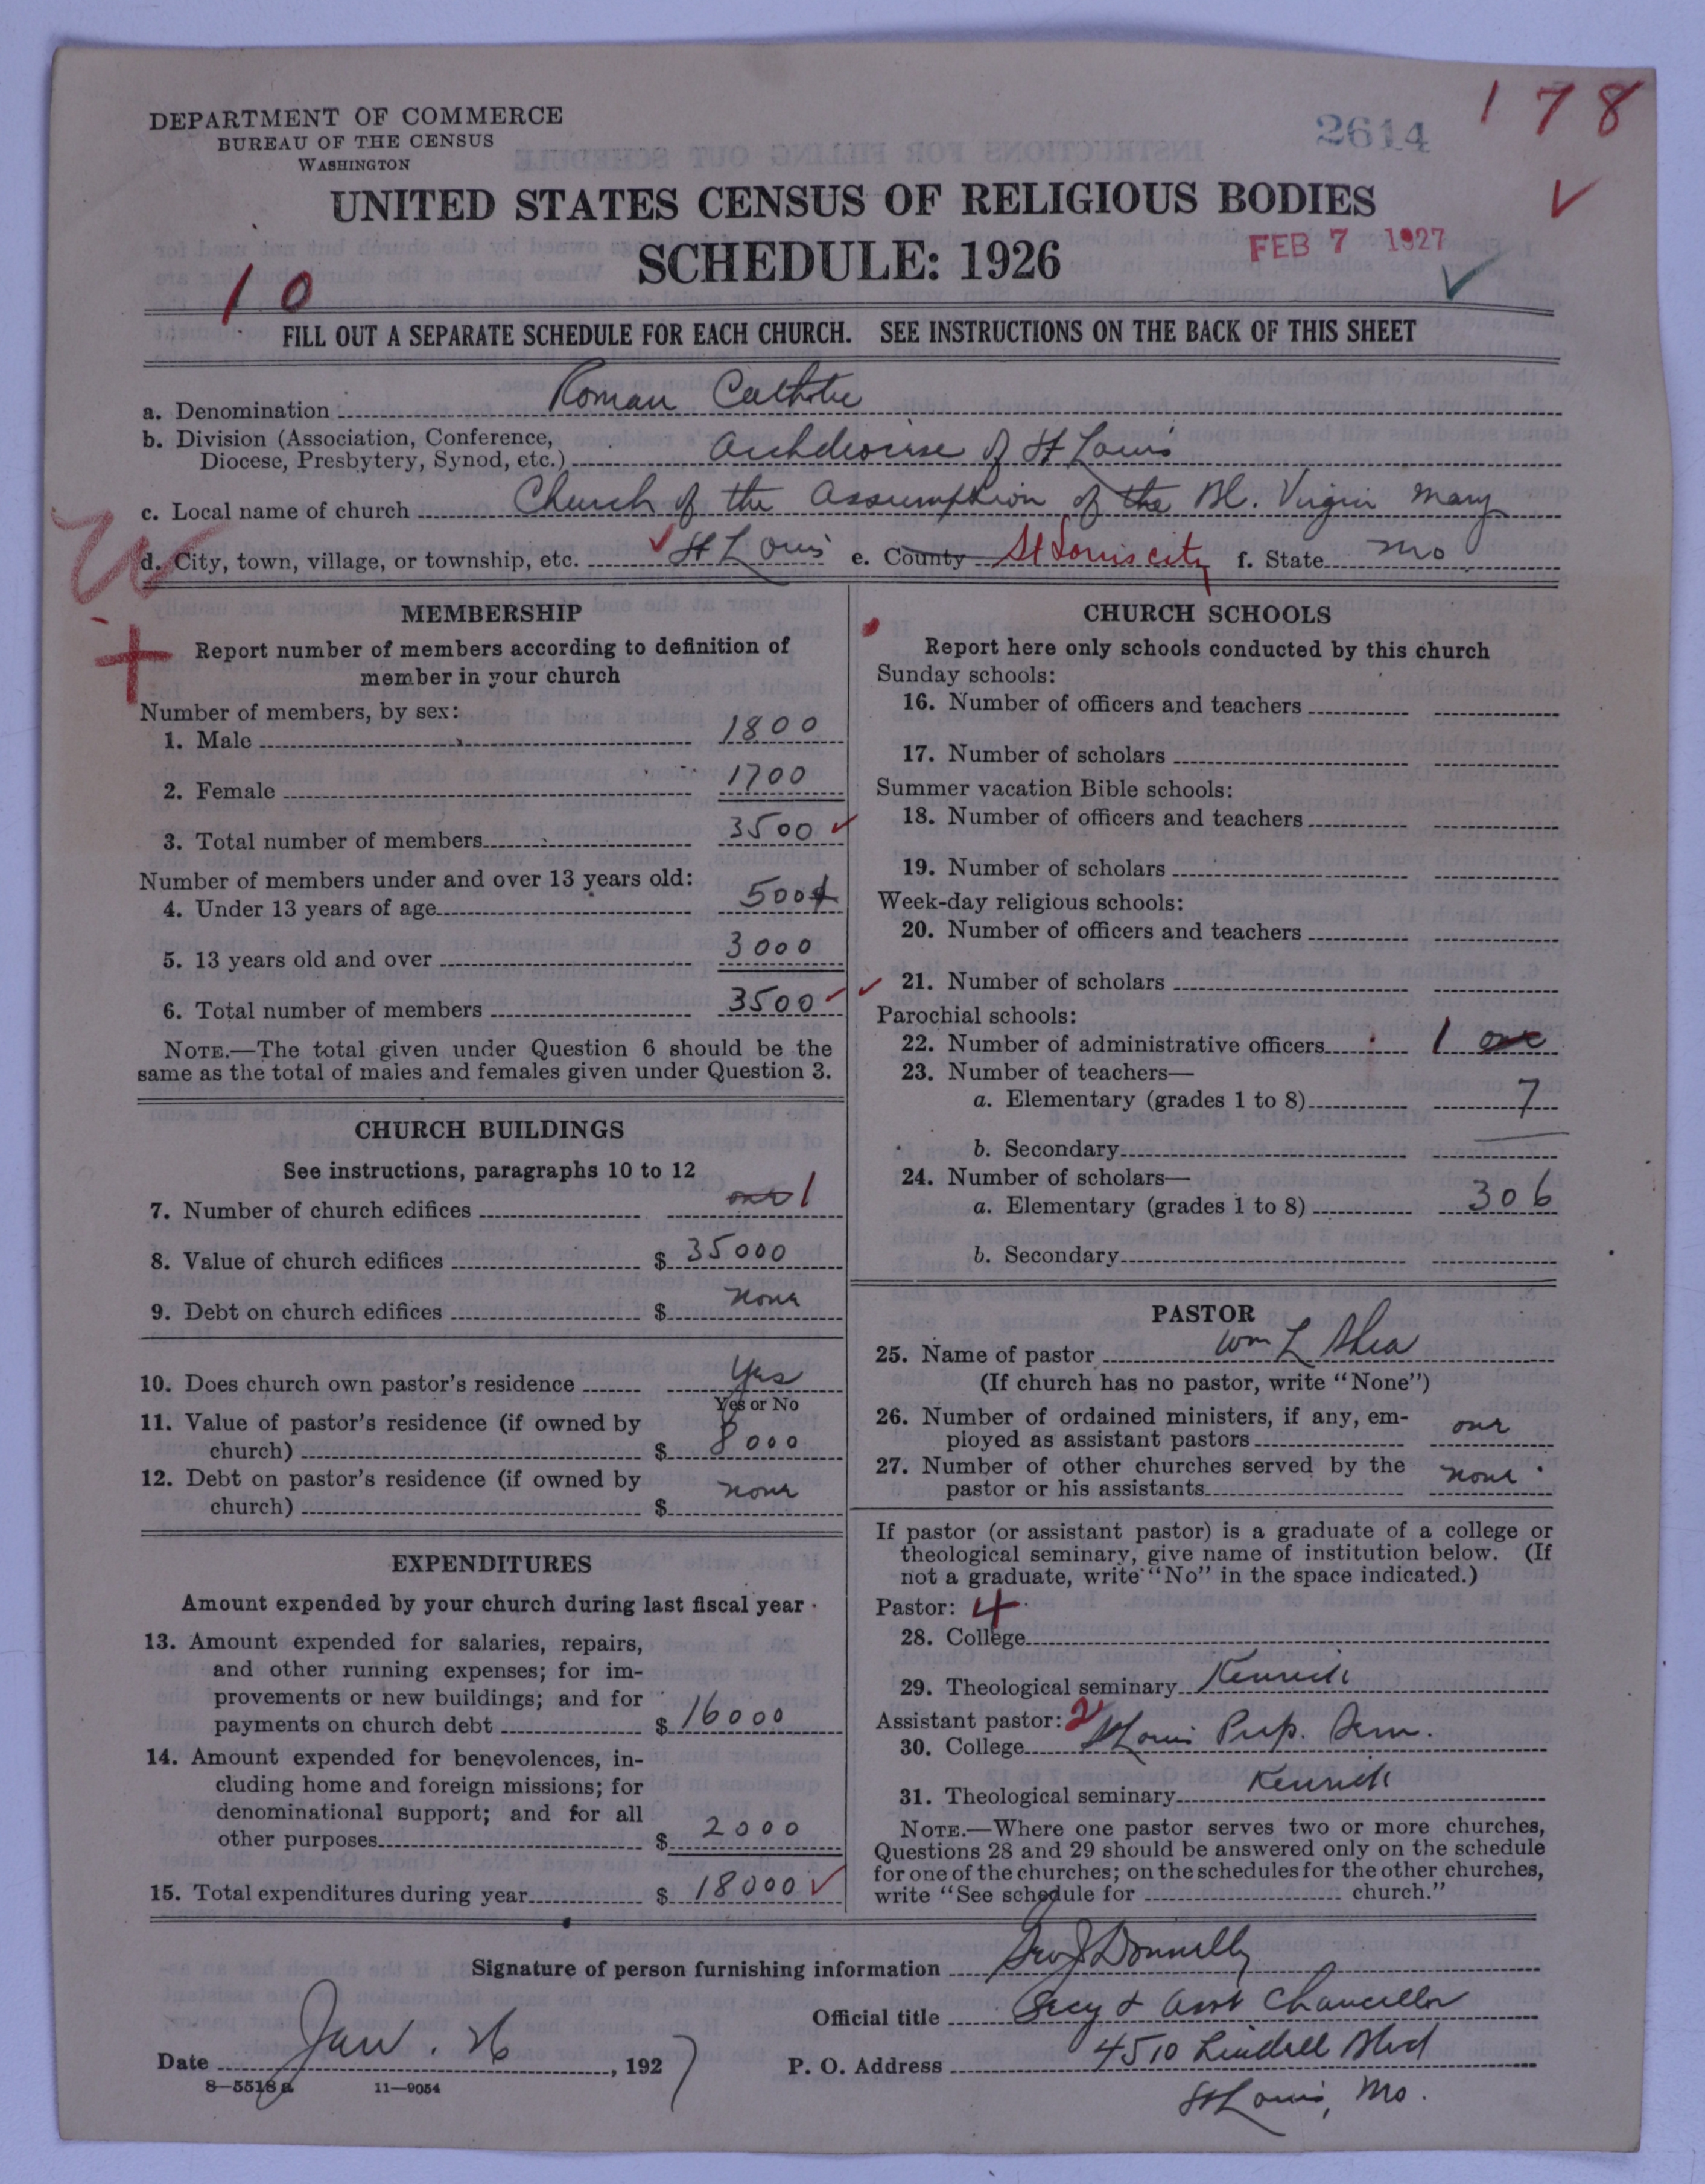 178
2614
DEPARTMENT OF COMMERCE
BUREAU OF THE CENSUS
WASHINGTON
UNITED STATES CENSUS OF RELIGIOUS BODIES
SCHEDULE: 1926
FEB 7 1927
10
FILL OUT A SEPARATE SCHEDULE FOR EACH CHURCH. SEE INSTRUCTIONS ON THE BACK OF THIS SHEET
a. Denomination Roman Catholic
b. Division (Association, Conference,
Diocese, Presbytery, Synod, etc.) Archdiocese of St Louis
c. Local name of church Church of the Assumption of the Bl. Virgin Mary
d. City, town, village, or township, etc. St Louis e. County St Louis city f. State Mo
MEMBERSHIP
Report number of members according to definition of
member in your church
Number of members, by sex:
1. Male 1800
2. Female 1700
3. Total number of members 3500
Number of members under and over 13 years old:
4. Under 13 years of age 500
5. 13 years old and over 3000
6. Total number of members 3500
NOTE.—The total given under Question 6 should be the
same as the total of males and females given under Question 3.
CHURCH BUILDINGS
See instructions, paragraphs 10 to 12
7. Number of church edifices one 1
8. Value of church edifices $ 35000
9. Debt on church edifices $ none
10. Does church own pastor's residence Yes
Yes or No
11. Value of pastor's residence (if owned by
church) $ 8000
12. Debt on pastor's residence (if owned by
church) $ none
EXPENDITURES
Amount expended by your church during last fiscal year
13. Amount expended for salaries, repairs,
and other running expenses; for im-
provements or new buildings; and for
payments on church debt $ 16000
14. Amount expended for benevolences, in-
cluding home and foreign missions; for
denominational support; and for all
other purposes $ 2000
15. Total expenditures during year $ 18000
CHURCH SCHOOLS
Report here only schools conducted by this church
Sunday schools:
16. Number of officers and teachers
17. Number of scholars
Summer vacation Bible schools:
18. Number of officers and teachers
19. Number of scholars
Week-day religious schools:
20. Number of officers and teachers
21. Number of scholars
Parochial schools:
22. Number of administrative officers 1 one
23. Number of teachers—
a. Elementary (grades 1 to 8) 7
b. Secondary
24. Number of scholars—
a. Elementary (grades 1 to 8) 306
b. Secondary
PASTOR
25. Name of pastor Wm L Shea
(If church has no pastor, write "None")
26. Number of ordained ministers, if any, em-
ployed as assistant pastors one
27. Number of other churches served by the
pastor or his assistants none
If pastor (or assistant pastor) is a graduate of a college or
theological seminary, give name of institution below. (If
not a graduate, write "No" in the space indicated.)
Pastor: 4
28. College
29. Theological seminary Kenrick
Assistant pastor: 2
30. College St Louis Prep. Sem.
31. Theological seminary Kenrick
NOTE.—Where one pastor serves two or more churches,
Questions 28 and 29 should be answered only on the schedule
for one of the churches; on the schedules for the other churches,
write "See schedule for church."
Signature of person furnishing information Geo J Donnelly
Official title Secy & Asst Chancellor
Date Jan. 26, 1927 P. O. Address 4510 Lindell Blvd
8—5518 a 11—9054
St Louis, Mo.